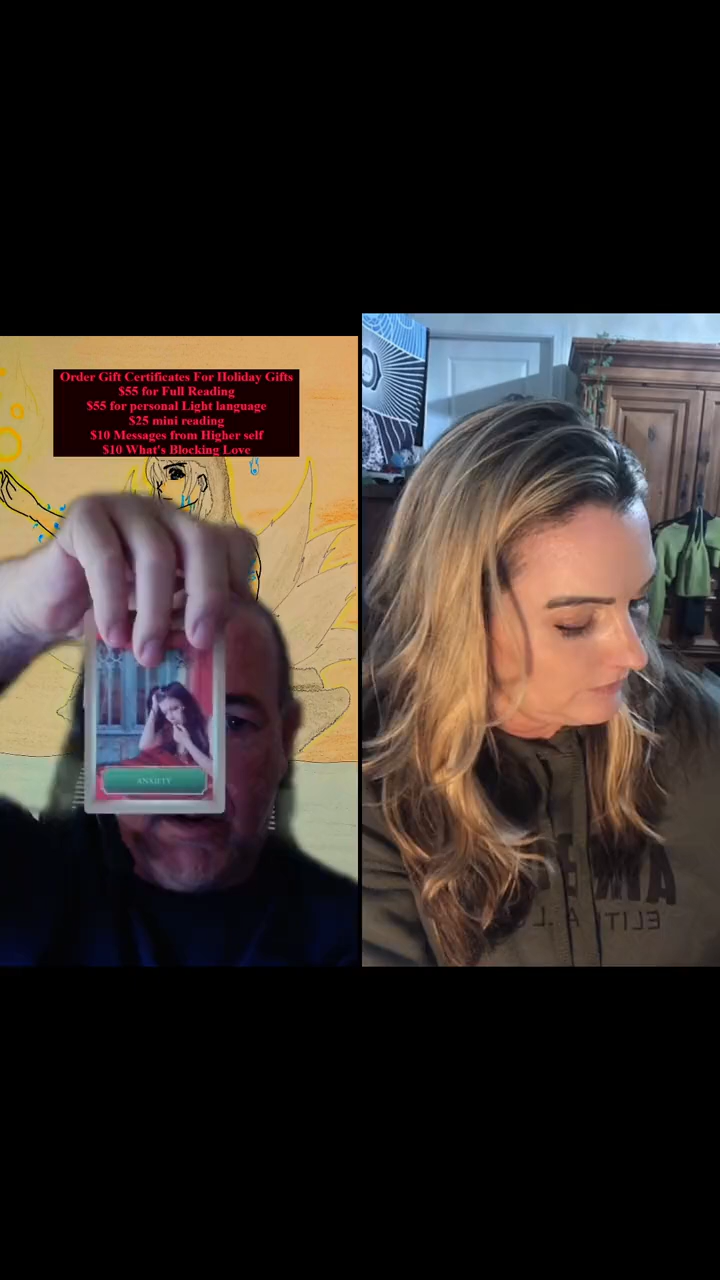 Order Gift Certificates For Holiday Gifts
$55 for Full Reading
$55 for personal Light language
$25 mini reading
$10 Messages from Higher self
$10 What's Blocking Love
ANXIETY